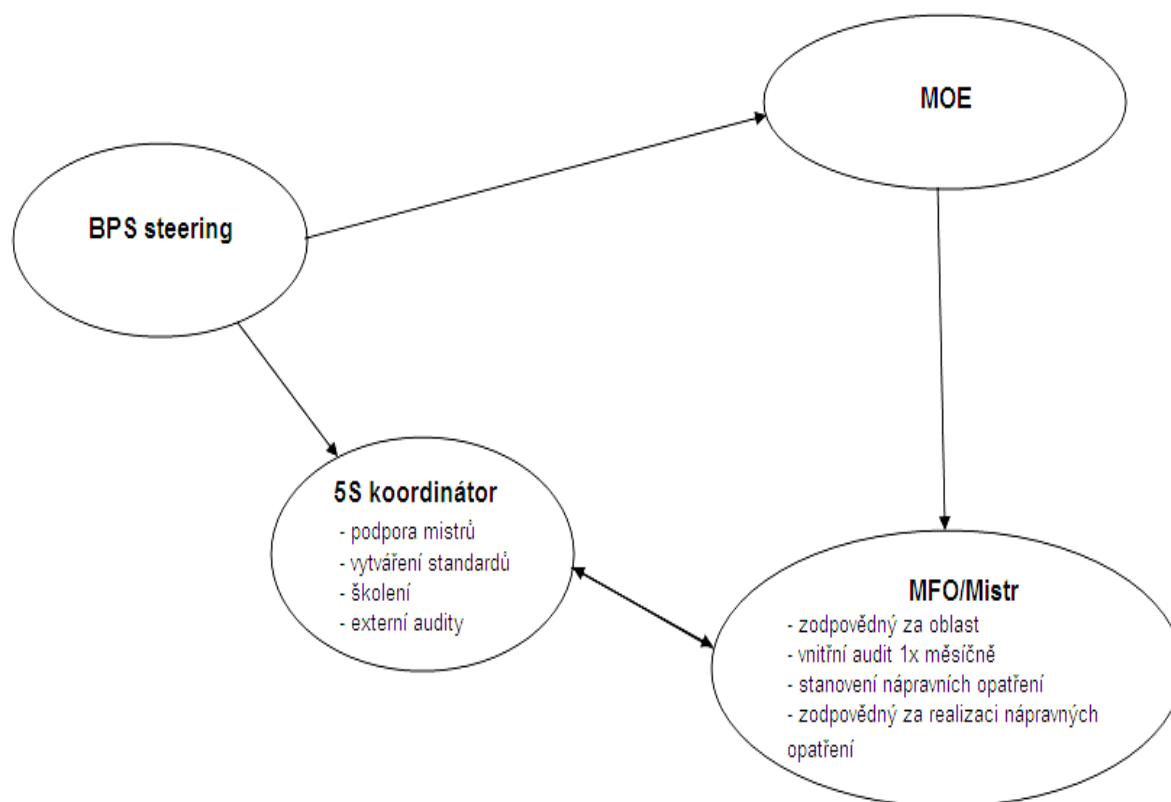 MOE
BPS steering
5S koordinátor
- podpora mistrů
- vytváření standardů
- školení
- externí audity
MFO/Mistr
- zodpovědný za oblast
- vnitřní audit 1x měsíčně
- stanovení nápravních opatření
- zodpovědný za realizaci nápravných
opatření